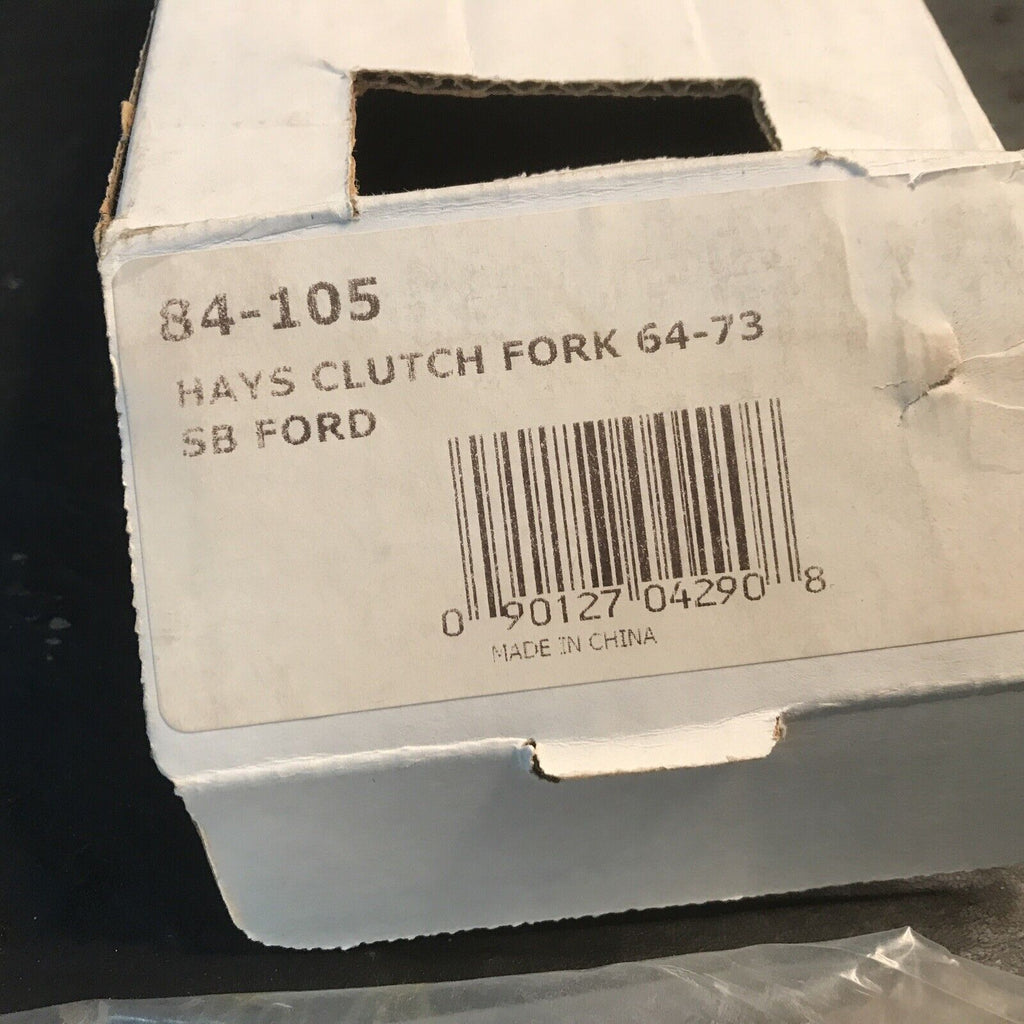 84-105
HAYS CLUTCH FORK 64-73
SB FORD
0 90127 04290 8
MADE IN CHINA